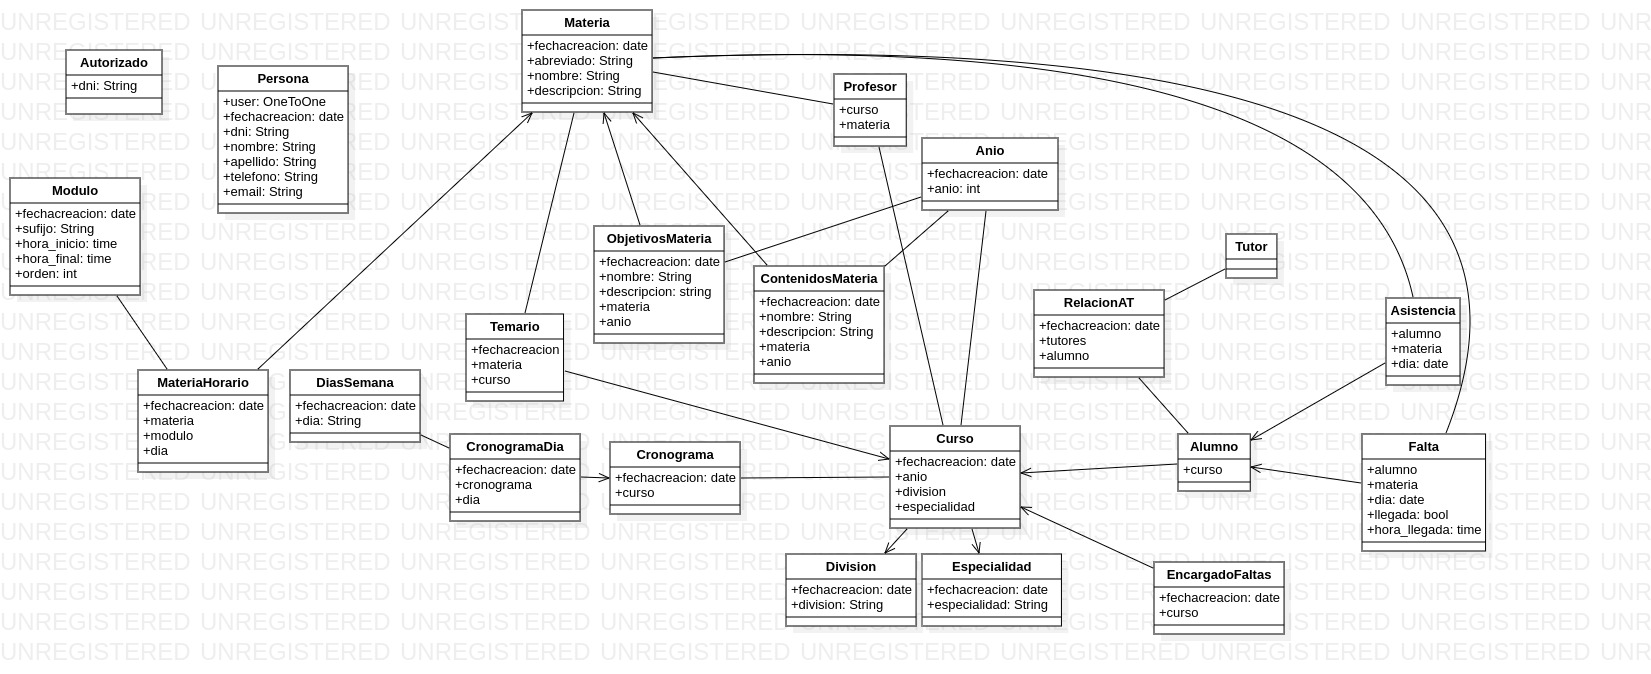 Materia
+fechacreacion: date
+abreviado: String
+nombre: String
+descripcion: String
Autorizado
+dni: String
Persona
+user: OneToOne
+fechacreacion: date
+dni: String
+nombre: String
+apellido: String
+telefono: String
+email: String
Profesor
+curso
+materia
Anio
+fechacreacion: date
+anio: int
Modulo
+fechacreacion: date
+sufijo: String
+hora_inicio: time
+hora_final: time
+orden: int
ObjetivosMateria
+fechacreacion: date
+nombre: String
+descripcion: string
+materia
+anio
Tutor
ContenidosMateria
+fechacreacion: date
+nombre: String
+descripcion: String
+materia
+anio
RelacionAT
+fechacreacion: date
+tutores
+alumno
Asistencia
+alumno
+materia
+dia: date
Temario
+fechacreacion
+materia
+curso
MateriaHorario
+fechacreacion: date
+materia
+modulo
+dia
DiasSemana
+fechacreacion: date
+dia: String
CronogramaDia
+fechacreacion: date
+cronograma
+dia
Cronograma
+fechacreacion: date
+curso
Curso
+fechacreacion: date
+anio
+division
+especialidad
Alumno
+curso
Falta
+alumno
+materia
+dia: date
+llegada: bool
+hora_llegada: time
Division
+fechacreacion: date
+division: String
Especialidad
+fechacreacion: date
+especialidad: String
EncargadoFaltas
+fechacreacion: date
+curso
UNREGISTERED